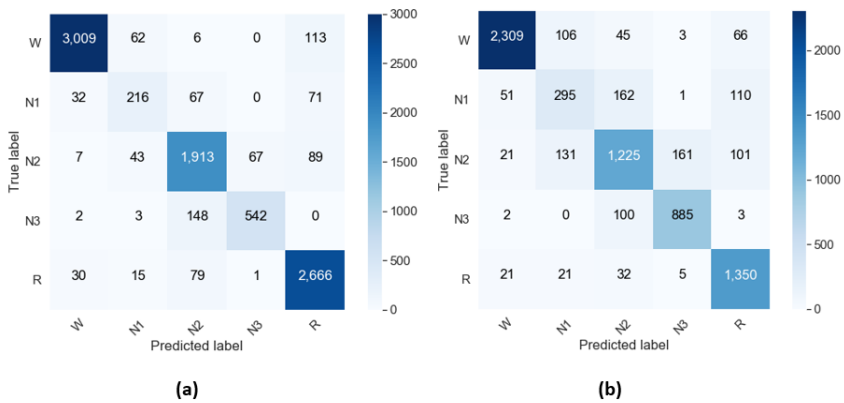 W 3,009 62 6 0 113
N1 32 216 67 0 71
N2 7 43 1,913 67 89
N3 2 3 148 542 0
R 30 15 79 1 2,666
W N1 N2 N3 R
True label
Predicted label
3000
2500
2000
1500
1000
500
0
(a)
W 2,309 106 45 3 66
N1 51 295 162 1 110
N2 21 131 1,225 161 101
N3 2 0 100 885 3
R 21 21 32 5 1,350
W N1 N2 N3 R
True label
Predicted label
2000
1500
1000
500
0
(b)